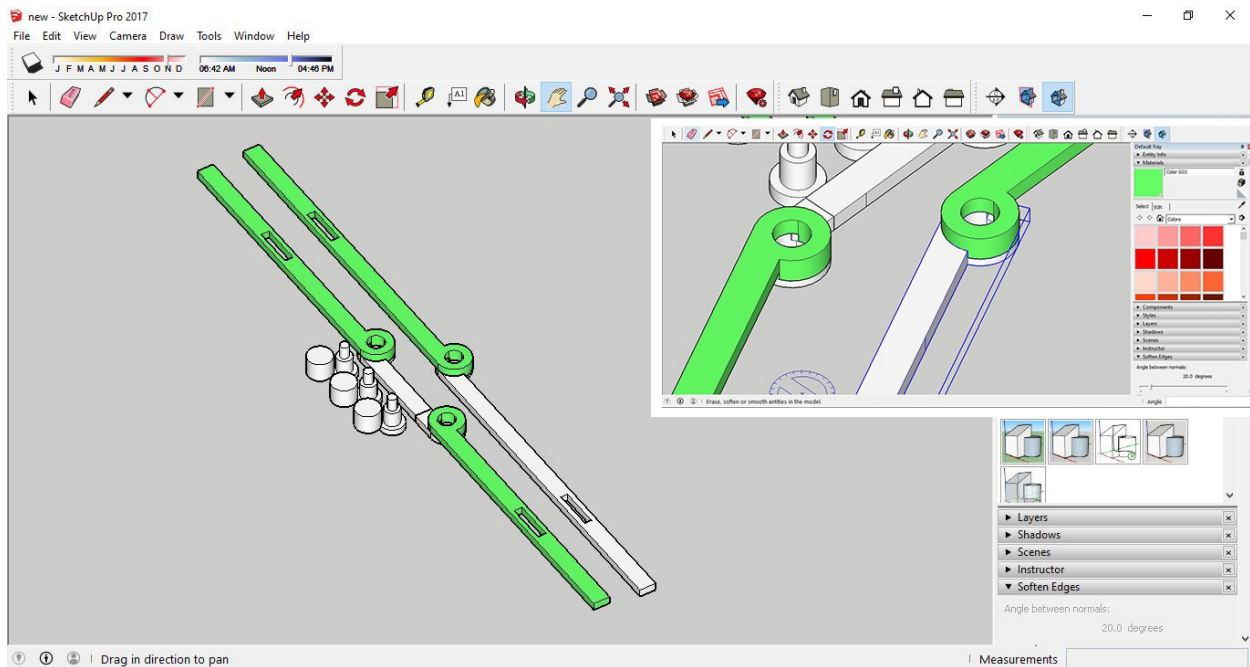 new - SketchUp Pro 2017
File Edit View Camera Draw Tools Window Help
J F M A M J J A S O N D 06:42 AM Noon 04:46 PM
A1
Default Tray
Entity Info
Materials
Color G03
Select Edit
Colors
Components
Styles
Layers
Shadows
Scenes
Instructor
Soften Edges
Angle between normals:
20.0 degrees
Erase, soften or smooth entities in the model.
Angle
Layers
Shadows
Scenes
Instructor
Soften Edges
Angle between normals:
20.0 degrees
Drag in direction to pan
Measurements